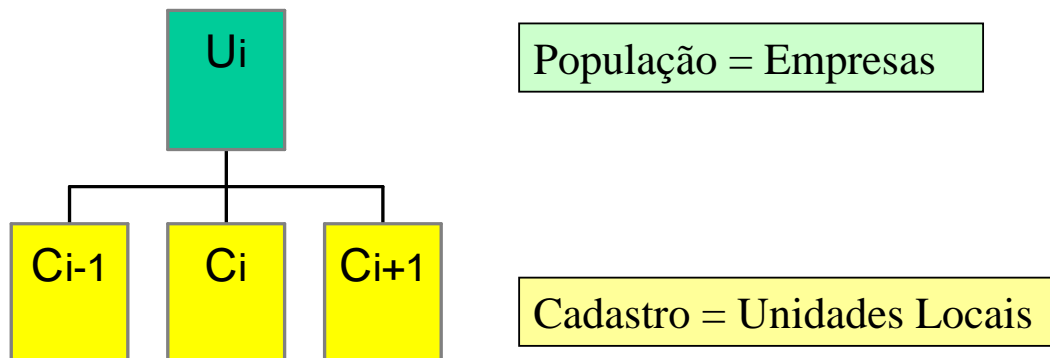 Ui
População = Empresas
Ci-1 Ci Ci+1
Cadastro = Unidades Locais